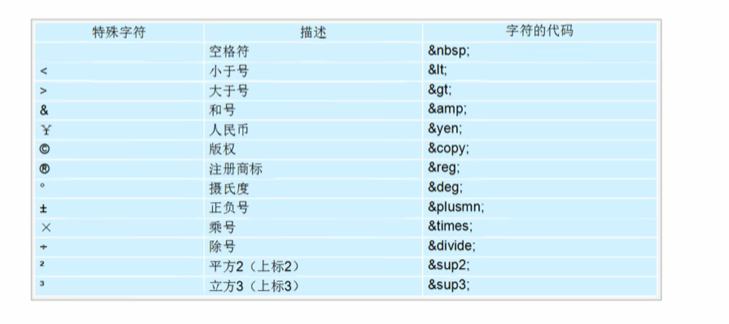 特殊字符 描述 字符的代码
空格符 &nbsp;
< 小于号 &lt;
> 大于号 &gt;
& 和号 &amp;
¥ 人民币 &yen;
© 版权 &copy;
® 注册商标 &reg;
° 摄氏度 &deg;
± 正负号 &plusmn;
× 乘号 &times;
÷ 除号 &divide;
² 平方2（上标2） &sup2;
³ 立方3（上标3） &sup3;